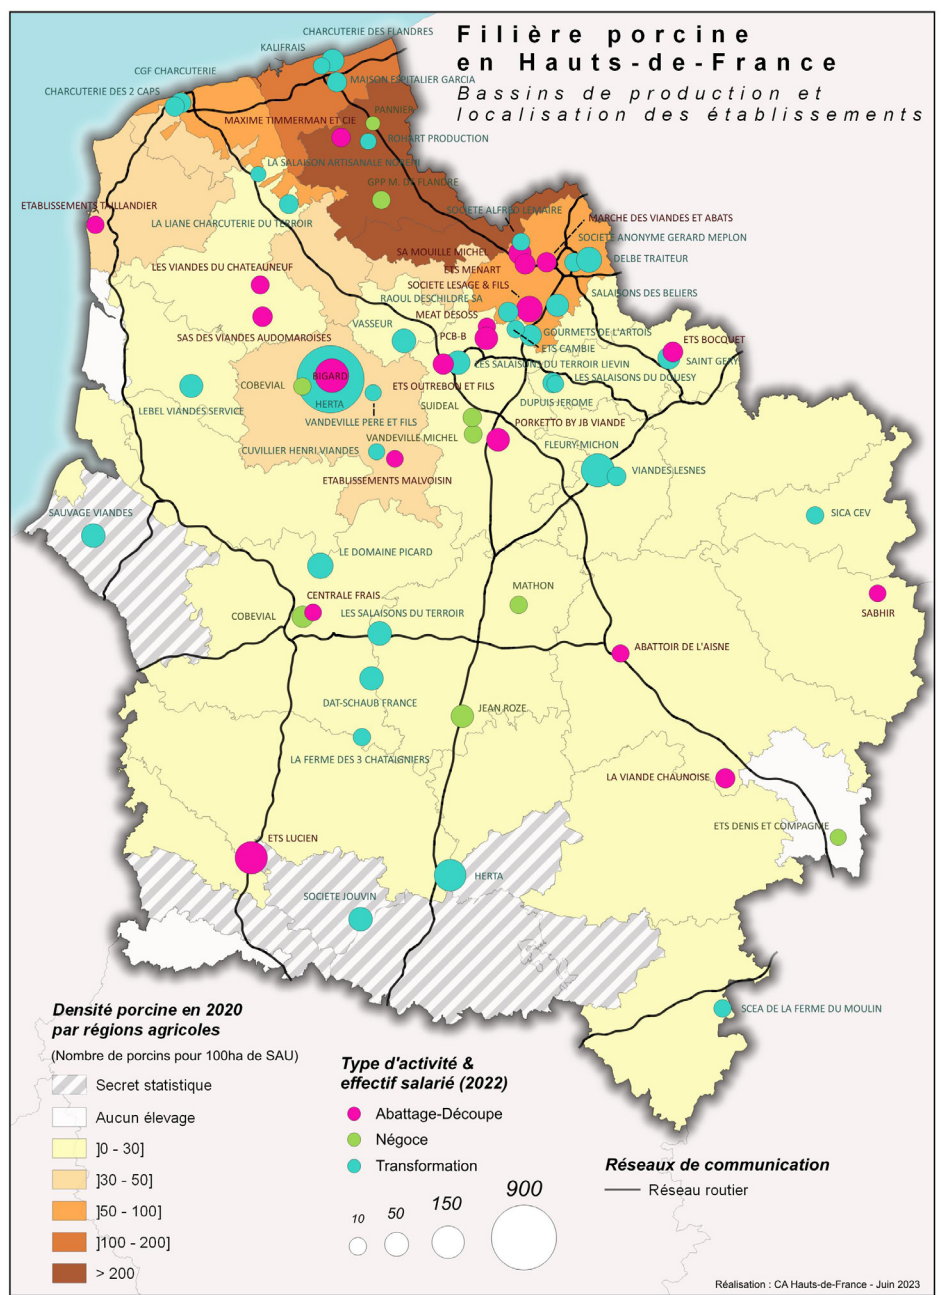 Filière porcine
en Hauts-de-France
Bassins de production et
localisation des établissements
CHARCUTERIE DES FLANDRES
KALIFRAIS
CGF CHARCUTERIE
MAISON ESPITALIER GARCIA
CHARCUTERIE DES 2 CAPS
PANNIER
MAXIME TIMMERMAN ET CIE
ROHART PRODUCTION
LA SALAISON ARTISANALE
GPP M. DE FLANDRE
ETABLISSEMENTS TAILLANDIER
SOCIETE ALFRED LEMAIRE
MARCHE DES VIANDES ET ABATS
LA LIANE CHARCUTERIE DU TERROIR
SOCIETE ANONYME GERARD MEPLON
SA MOUILLE MICHEL
DELBE TRAITEUR
LES VIANDES DU CHATEAUNEUF
ETS MENART
SOCIETE LESAGE & FILS
RAOUL DESCHILDRE SA
SALAISONS DES BELIERS
MEAT DESOSS
VASSEUR
SAS DES VIANDES AUDOMAROISES
PCB-B
GOURMETS DE L'ARTOIS
ETS BOCQUET
ETS CAMBIE
SAINT GERY
LES SALAISONS DU TERROIR LIEVIN
BIGARD
LES SALAISONS DU DOUESY
COBEVIAL
ETS OUTREBON ET FILS
HERTA
DUPUIS JEROME
LEBEL VIANDES SERVICE
SUIDEAL
VANDEVILLE PERE ET FILS
PORKETTO BY JB VIANDE
VANDEVILLE MICHEL
FLEURY-MICHON
CUVILLIER HENRI VIANDES
VIANDES LESNES
ETABLISSEMENTS MALVOISIN
SAUVAGE VIANDES
SICA CEV
LE DOMAINE PICARD
MATHON
CENTRALE FRAIS
COBEVIAL
LES SALAISONS DU TERROIR
SABHIR
ABATTOIR DE L'AISNE
DAT-SCHAUB FRANCE
JEAN ROZE
LA FERME DES 3 CHATAIGNIERS
LA VIANDE CHAUNOISE
ETS DENIS ET COMPAGNIE
ETS LUCIEN
HERTA
SOCIETE JOUVIN
SCEA DE LA FERME DU MOULIN
Densité porcine en 2020
par régions agricoles
(Nombre de porcins pour 100ha de SAU)
Secret statistique
Aucun élevage
]0 - 30]
]30 - 50]
]50 - 100]
]100 - 200]
> 200
Type d'activité &
effectif salarié (2022)
Abattage-Découpe
Négoce
Transformation
10
50
150
900
Réseaux de communication
Réseau routier
Réalisation : CA Hauts-de-France - Juin 2023